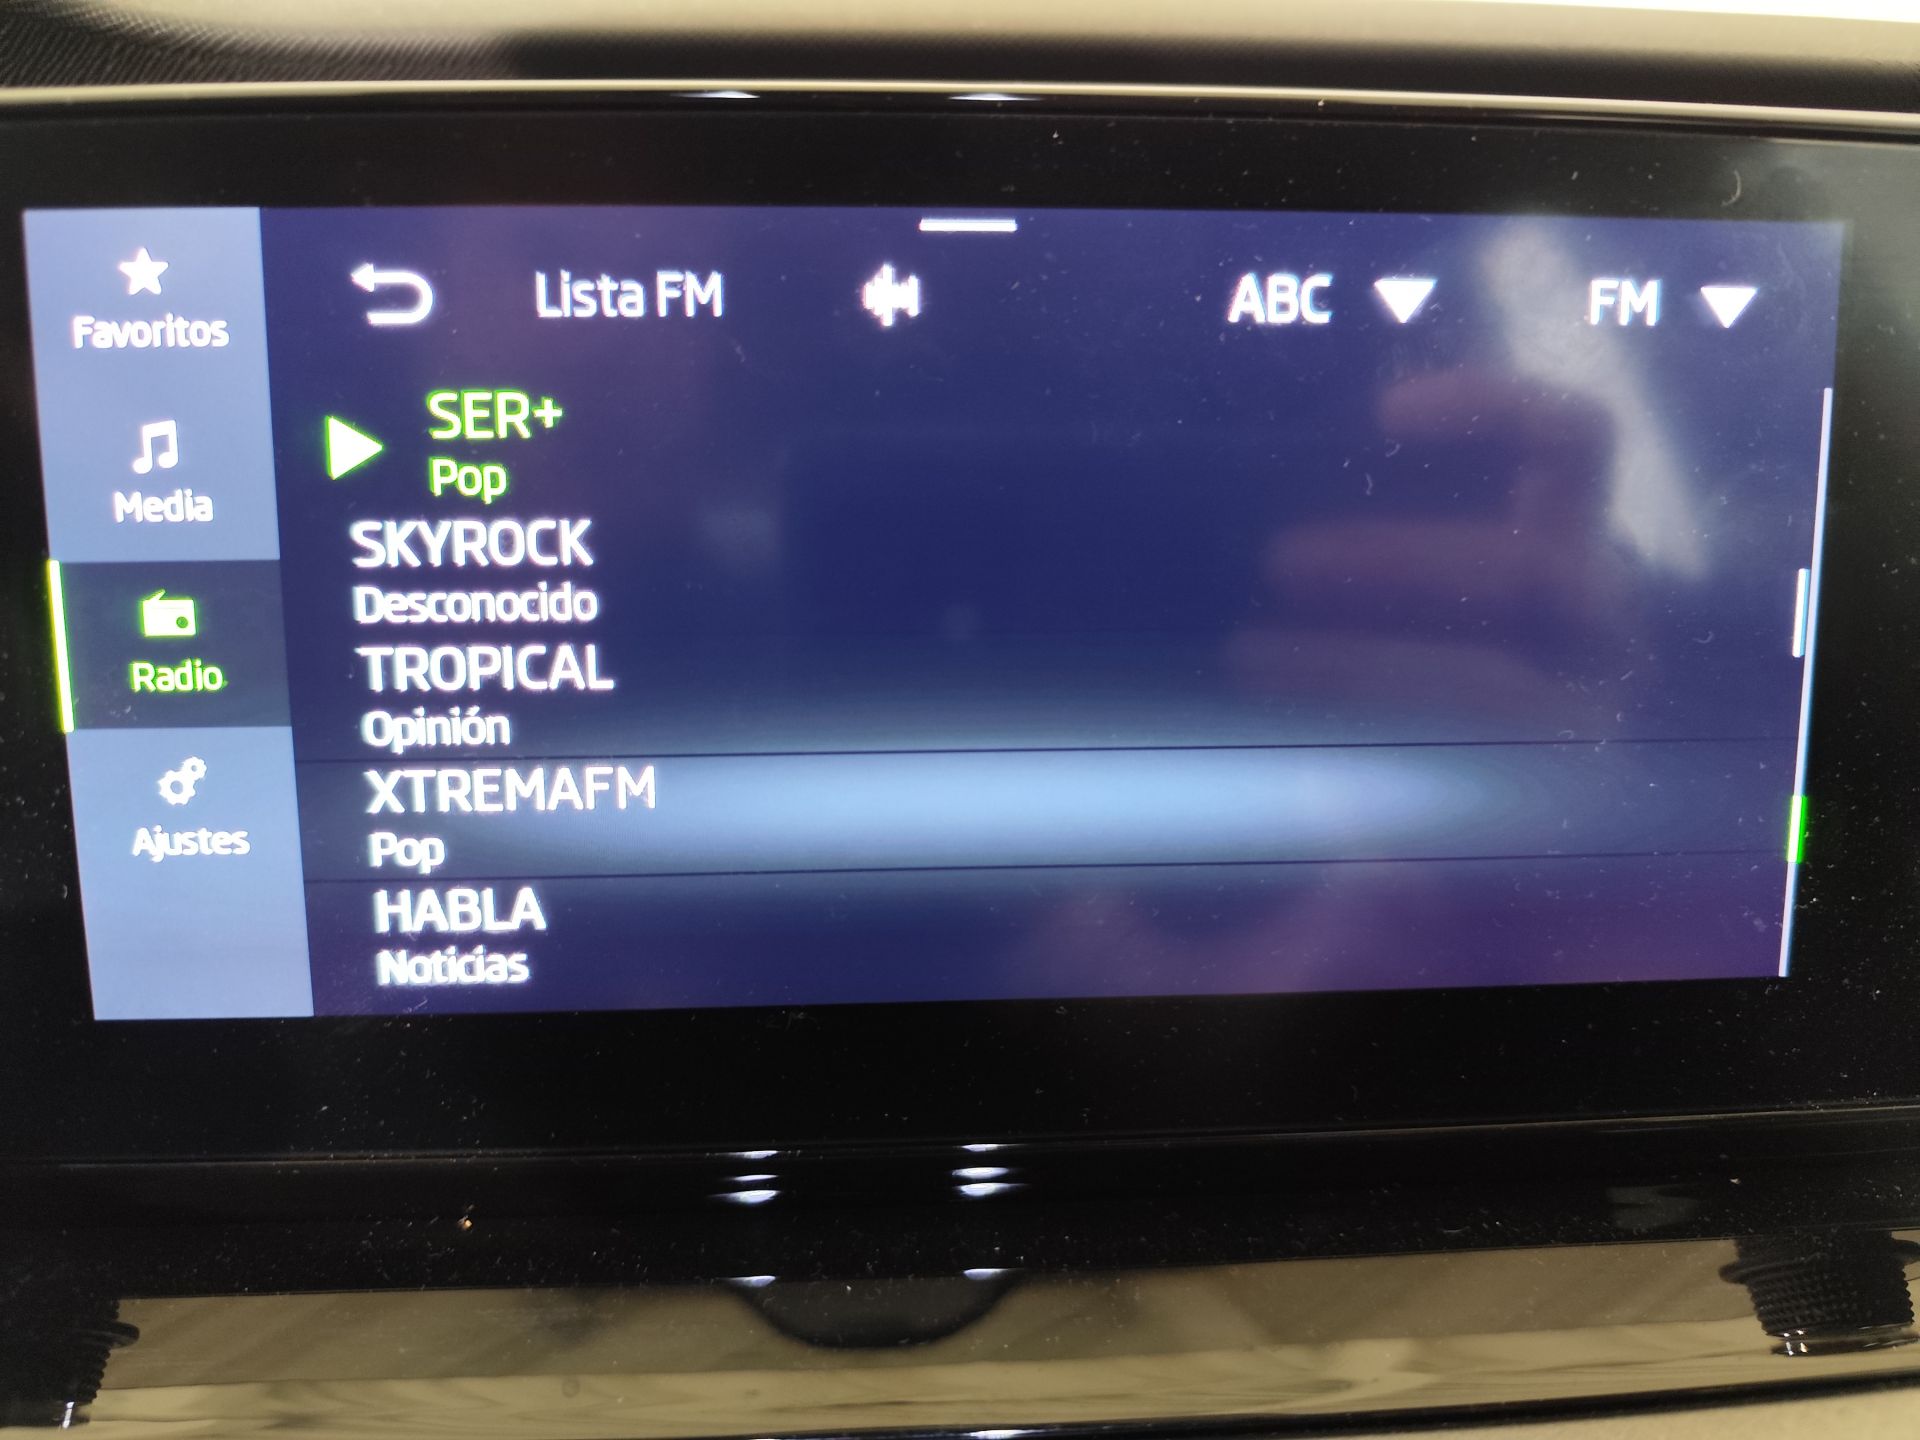 Favoritos
Media
Radio
Ajustes
Lista FM
ABC
FM
SER+
Pop
SKYROCK
Desconocido
TROPICAL
Opinión
XTREMAFM
Pop
HABLA
Noticias